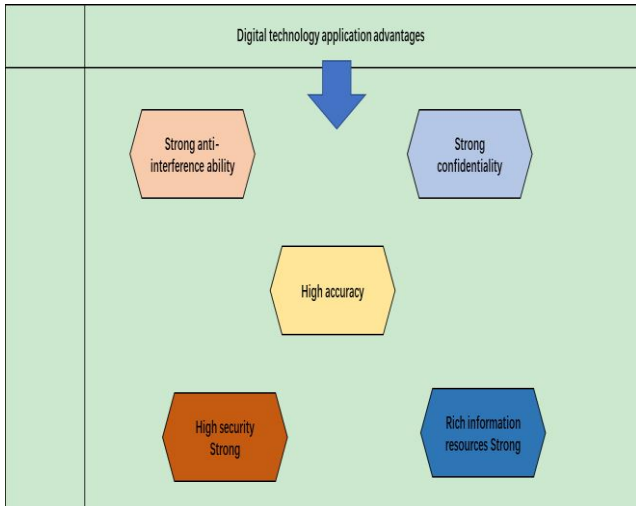 Digital technology application advantages
Strong anti-
interference ability
Strong
confidentiality
High accuracy
High security
Strong
Rich information
resources Strong